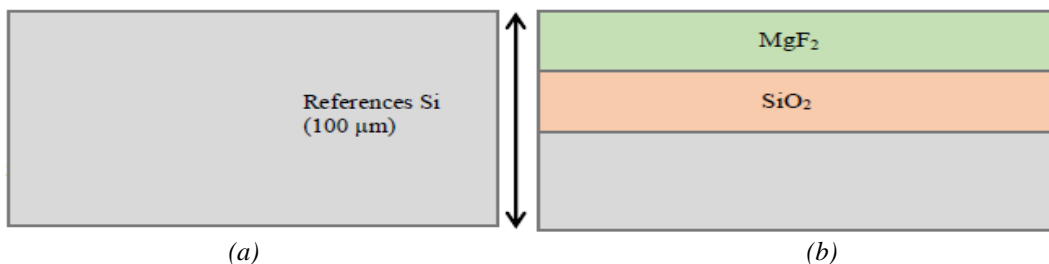 References Si
(100 μm)
MgF₂
SiO₂
(a)
(b)